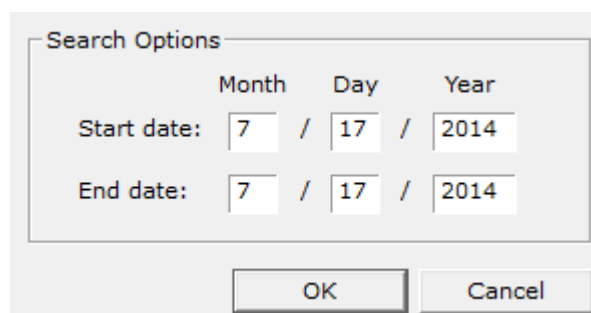 Search Options
Month Day Year
Start date: 7 / 17 / 2014
End date: 7 / 17 / 2014
OK Cancel